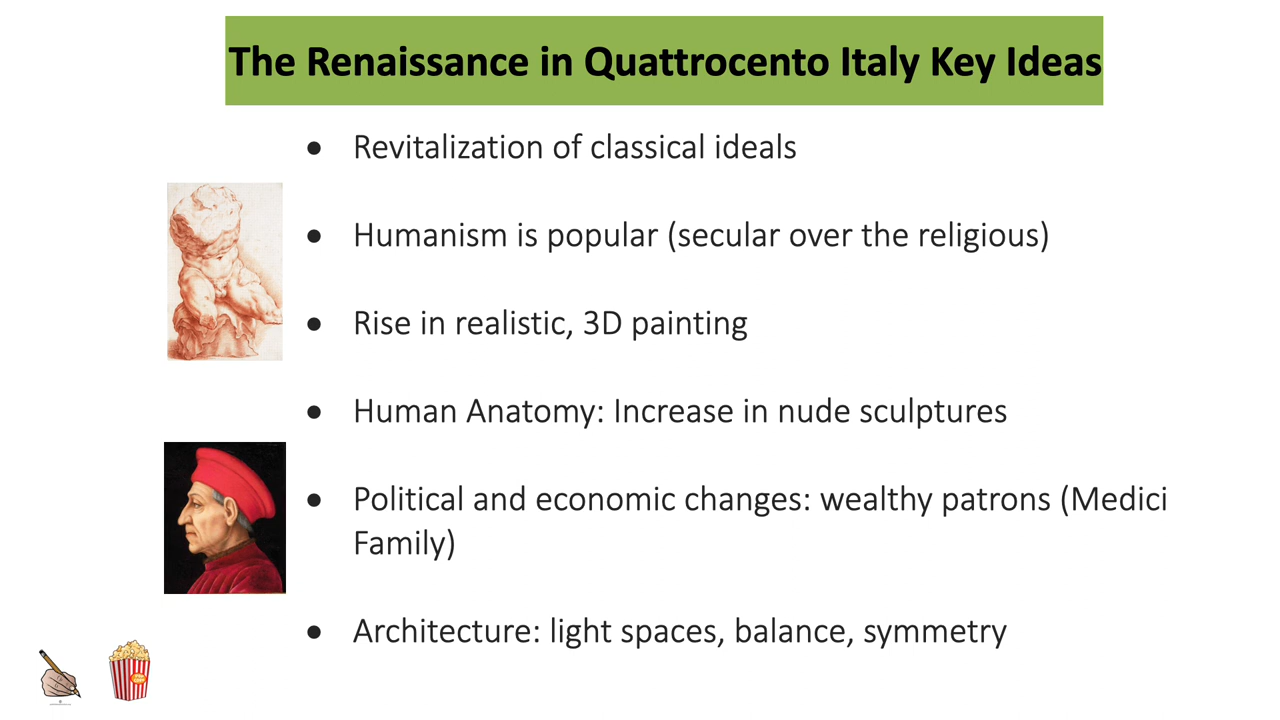 The Renaissance in Quattrocento Italy Key Ideas
● Revitalization of classical ideals
● Humanism is popular (secular over the religious)
● Rise in realistic, 3D painting
● Human Anatomy: Increase in nude sculptures
● Political and economic changes: wealthy patrons (Medici
Family)
● Architecture: light spaces, balance, symmetry